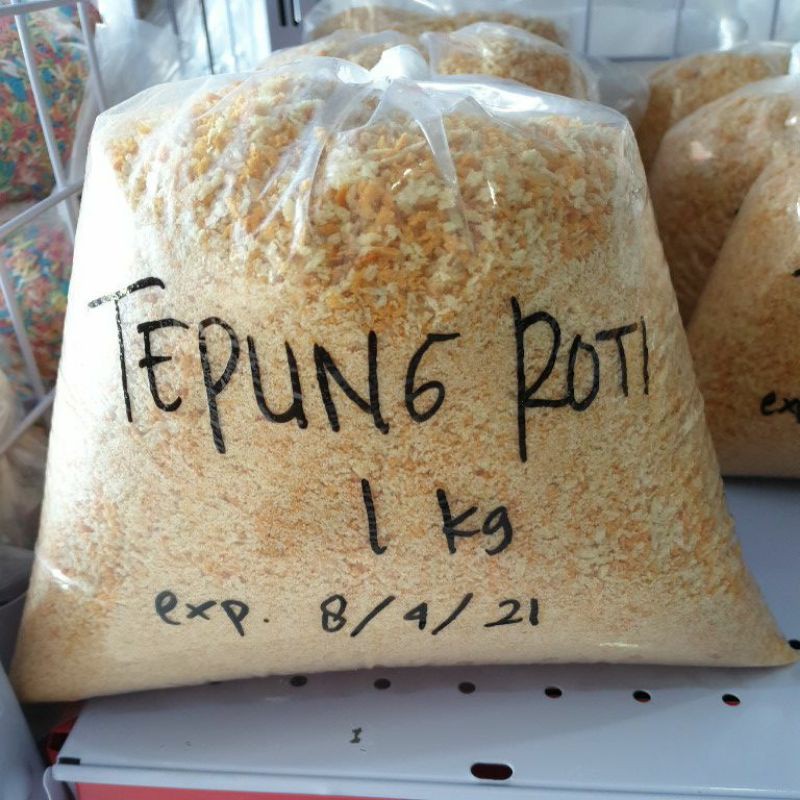 TEPUNG ROTI
1 kg
exp. 8/4/21